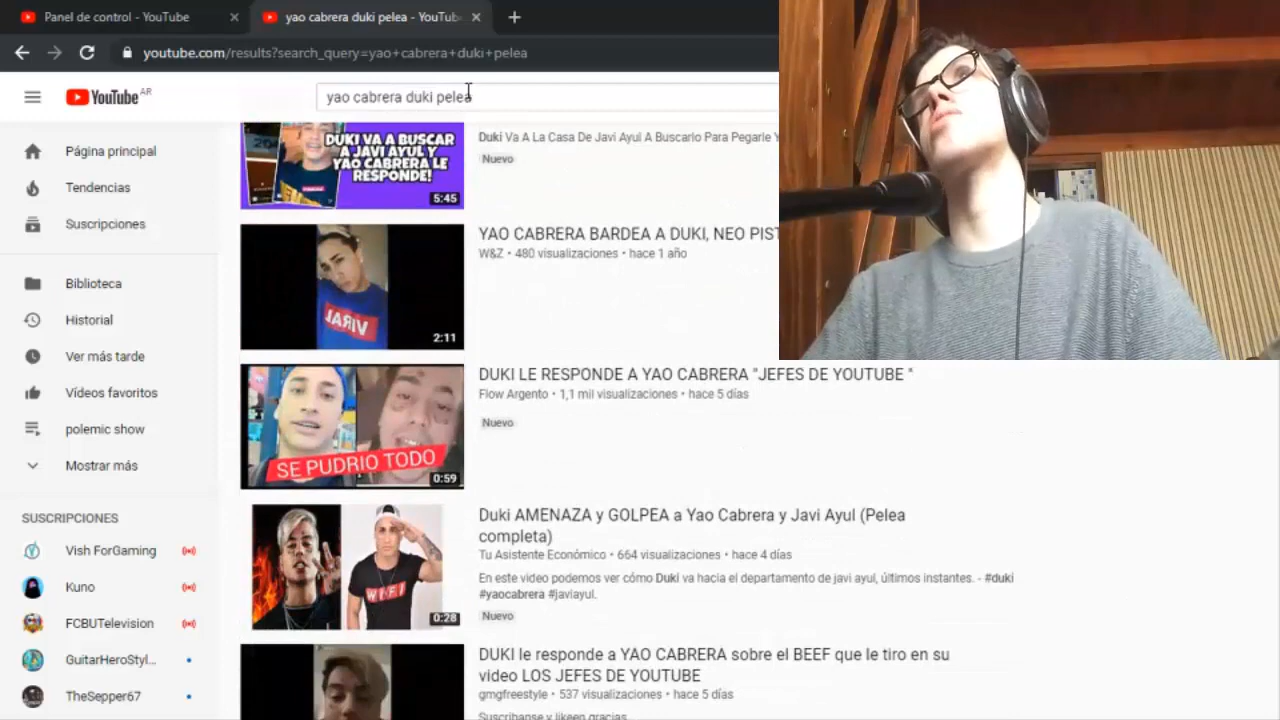 Panel de control - YouTube
yao cabrera duki pelea - YouTub
youtube.com/results?search_query=yao+cabrera+duki+pelea
YouTube AR
yao cabrera duki pelea
Página principal
Tendencias
Suscripciones
Biblioteca
Historial
Ver más tarde
Vídeos favoritos
polemic show
Mostrar más
SUSCRIPCIONES
Vish ForGaming
Kuno
FCBUTelevision
GuitarHeroStyl...
TheSepper67
DUKI VA A BUSCAR
A JAVI AYUL Y
YAO CABRERA LE
RESPONDE!
5:45
Duki Va A La Casa De Javi Ayul A Buscarlo Para Pegarle Y
Nuevo
VIRAL
2:11
YAO CABRERA BARDEA A DUKI, NEO PIST
W&Z • 480 visualizaciones • hace 1 año
SE PUDRIO TODO
0:59
DUKI LE RESPONDE A YAO CABRERA "JEFES DE YOUTUBE "
Flow Argento • 1,1 mil visualizaciones • hace 5 días
Nuevo
0:28
Duki AMENAZA y GOLPEA a Yao Cabrera y Javi Ayul (Pelea
completa)
Tu Asistente Económico • 664 visualizaciones • hace 4 días
En este video podemos ver cómo Duki va hacia el departamento de javi ayul, últimos instantes. - #duki
#yaocabrera #javiayul.
Nuevo
DUKI le responde a YAO CABRERA sobre el BEEF que le tiro en su
video LOS JEFES DE YOUTUBE
gmgfreestyle • 537 visualizaciones • hace 5 días
Suscribanse y likeen gracias.